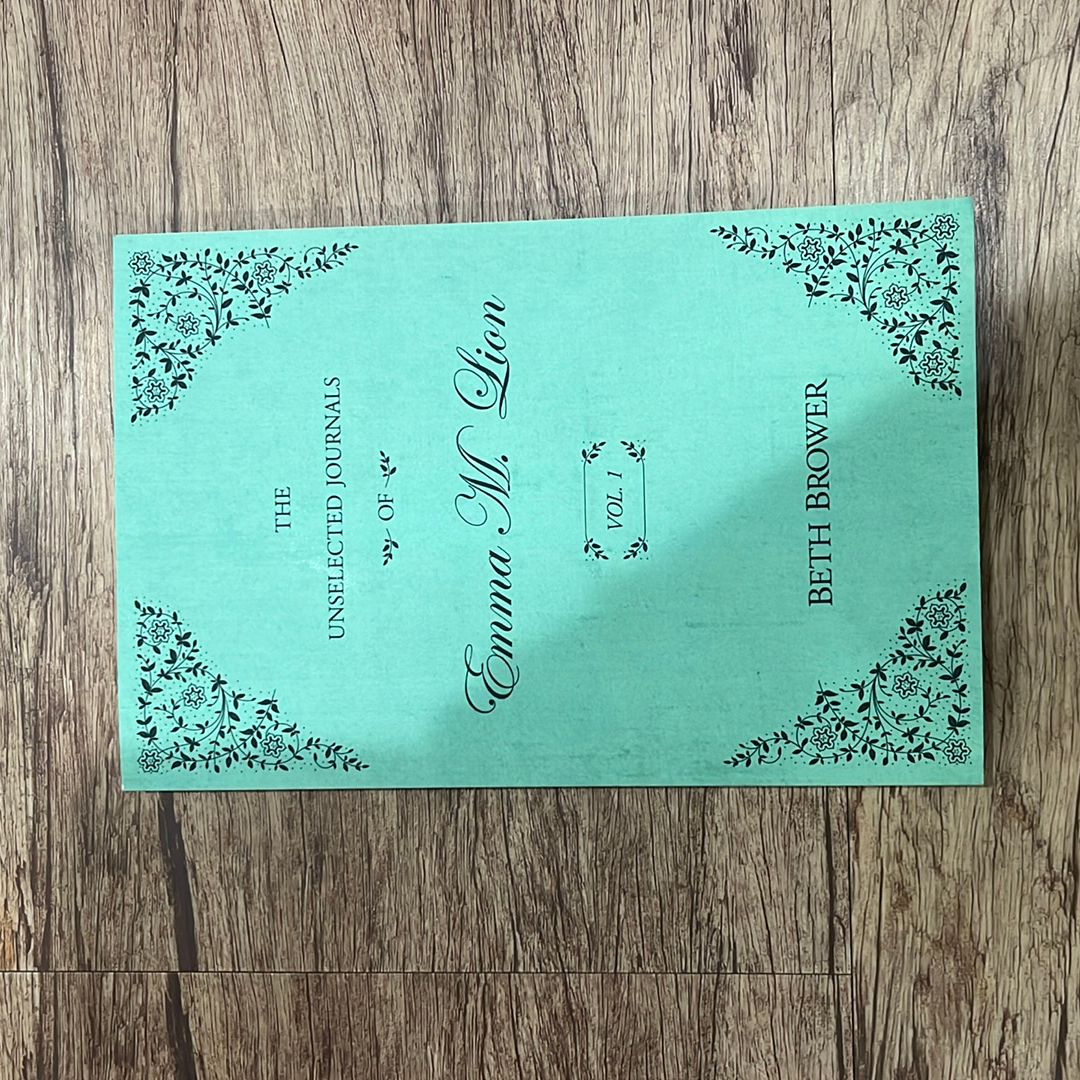 THE
UNSELECTED JOURNALS
OF
Emma M. Lion
VOL. 1
BETH BROWER